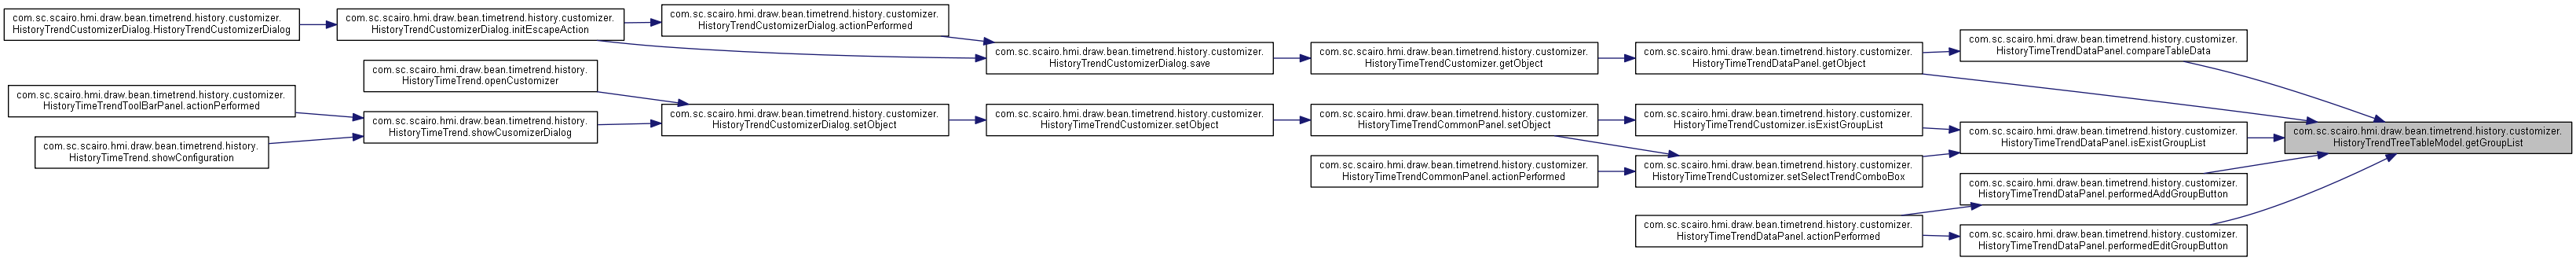 com.sc.scairo.hmi.draw.bean.timetrend.history.customizer.
HistoryTrendCustomizerDialog.HistoryTrendCustomizerDialog
com.sc.scairo.hmi.draw.bean.timetrend.history.customizer.
HistoryTrendCustomizerDialog.initEscapeAction
com.sc.scairo.hmi.draw.bean.timetrend.history.customizer.
HistoryTrendCustomizerDialog.actionPerformed
com.sc.scairo.hmi.draw.bean.timetrend.history.customizer.
HistoryTrendCustomizerDialog.save
com.sc.scairo.hmi.draw.bean.timetrend.history.customizer.
HistoryTimeTrendCustomizer.getObject
com.sc.scairo.hmi.draw.bean.timetrend.history.customizer.
HistoryTimeTrendDataPanel.getObject
com.sc.scairo.hmi.draw.bean.timetrend.history.customizer.
HistoryTimeTrendDataPanel.compareTableData
com.sc.scairo.hmi.draw.bean.timetrend.history.
HistoryTimeTrend.openCustomizer
com.sc.scairo.hmi.draw.bean.timetrend.history.customizer.
HistoryTimeTrendToolBarPanel.actionPerformed
com.sc.scairo.hmi.draw.bean.timetrend.history.
HistoryTimeTrend.showCusomizerDialog
com.sc.scairo.hmi.draw.bean.timetrend.history.
HistoryTimeTrend.showConfiguration
com.sc.scairo.hmi.draw.bean.timetrend.history.customizer.
HistoryTrendCustomizerDialog.setObject
com.sc.scairo.hmi.draw.bean.timetrend.history.customizer.
HistoryTimeTrendCustomizer.setObject
com.sc.scairo.hmi.draw.bean.timetrend.history.customizer.
HistoryTimeTrendCommonPanel.setObject
com.sc.scairo.hmi.draw.bean.timetrend.history.customizer.
HistoryTimeTrendCustomizer.isExistGroupList
com.sc.scairo.hmi.draw.bean.timetrend.history.customizer.
HistoryTimeTrendDataPanel.isExistGroupList
com.sc.scairo.hmi.draw.bean.timetrend.history.customizer.
HistoryTrendTreeTableModel.getGroupList
com.sc.scairo.hmi.draw.bean.timetrend.history.customizer.
HistoryTimeTrendCommonPanel.actionPerformed
com.sc.scairo.hmi.draw.bean.timetrend.history.customizer.
HistoryTimeTrendCustomizer.setSelectTrendComboBox
com.sc.scairo.hmi.draw.bean.timetrend.history.customizer.
HistoryTimeTrendDataPanel.performedAddGroupButton
com.sc.scairo.hmi.draw.bean.timetrend.history.customizer.
HistoryTimeTrendDataPanel.actionPerformed
com.sc.scairo.hmi.draw.bean.timetrend.history.customizer.
HistoryTimeTrendDataPanel.performedEditGroupButton